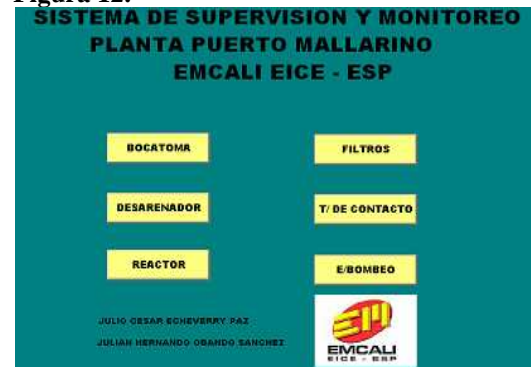 Figura 12.
SISTEMA DE SUPERVISION Y MONITOREO
PLANTA PUERTO MALLARINO
EMCALI EICE - ESP
BOCATOMA
FILTROS
DESARENADOR
T/ DE CONTACTO
REACTOR
E/BOMBEO
JULIO CESAR ECHEVERRY PAZ
JULIAN HERNANDO OBANDO SANCHEZ
EMCALI
EICE - ESP